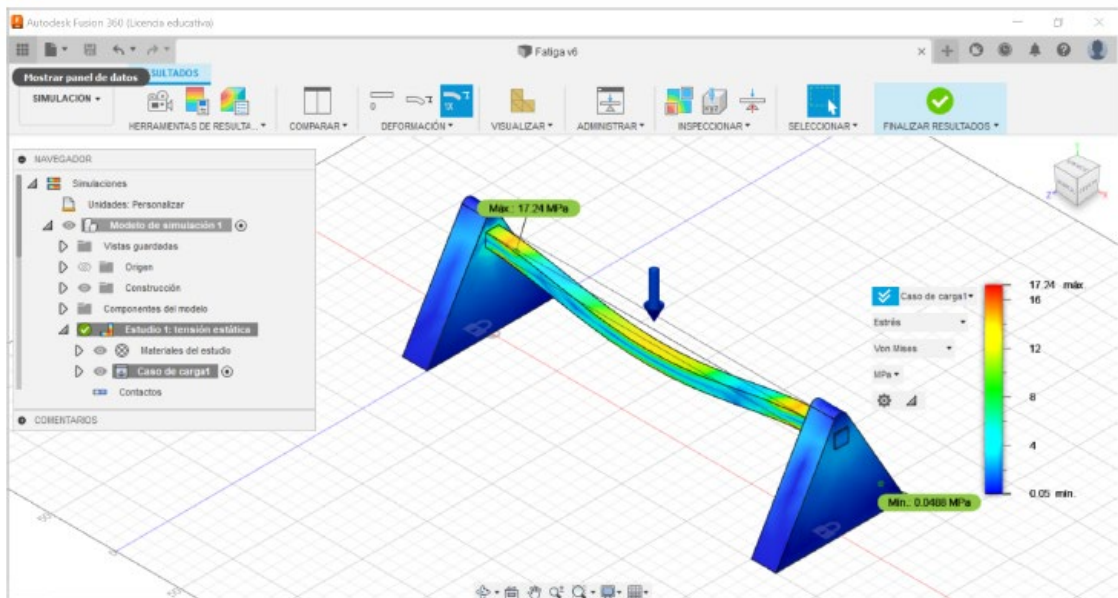 Autodesk Fusion 360 (Licencia educativa)
Fatiga v6
Mostrar panel de datos
RESULTADOS
SIMULACIÓN
HERRAMIENTAS DE RESULTA...
COMPARAR
DEFORMACIÓN
VISUALIZAR
ADMINISTRAR
INSPECCIONAR
SELECCIONAR
FINALIZAR RESULTADOS
NAVEGADOR
Simulaciones
Unidades: Personalizar
Modelo de simulación 1
Vistas guardadas
Origen
Construcción
Componentes del modelo
Estudio 1: tensión estática
Materiales del estudio
Caso de carga1
Contactos
COMENTARIOS
Máx.: 17.24 MPa
Mín.: 0.0488 MPa
Caso de carga1
Estrés
Von Mises
MPa
17.24 máx
16
12
8
4
0.05 mín.